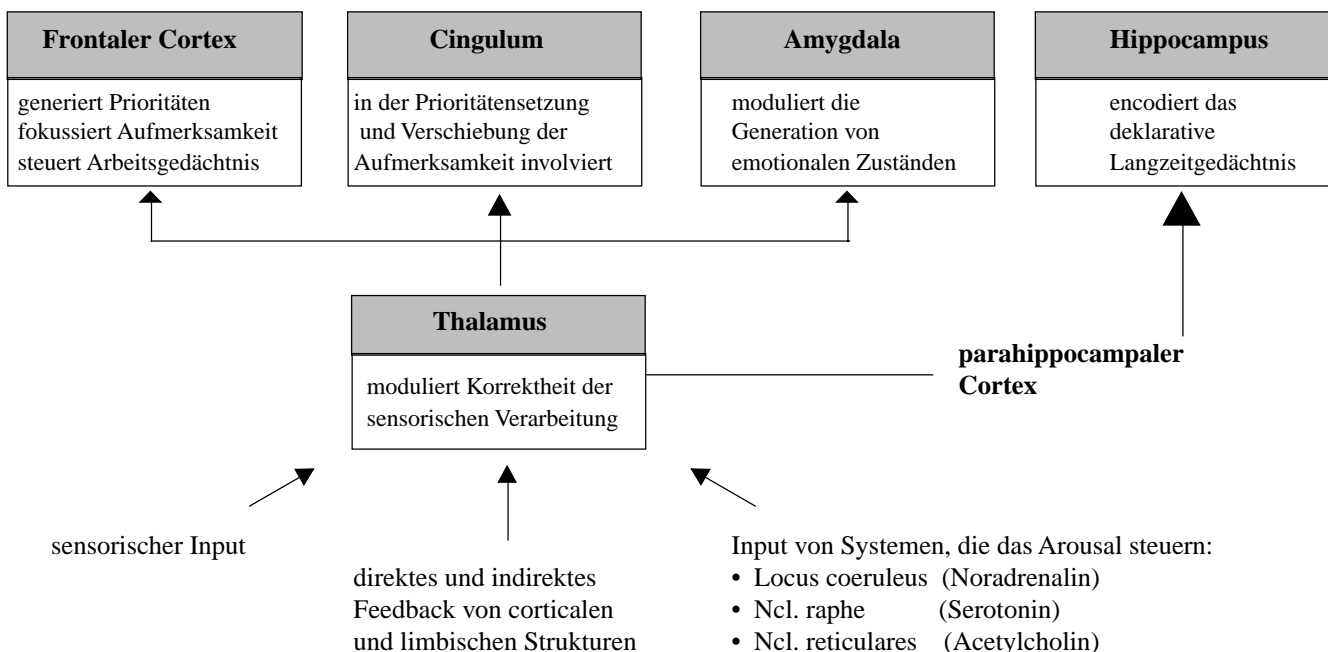 Frontaler Cortex
generiert Prioritäten
fokussiert Aufmerksamkeit
steuert Arbeitsgedächtnis
Cingulum
in der Prioritätensetzung
und Verschiebung der
Aufmerksamkeit involviert
Amygdala
moduliert die
Generation von
emotionalen Zuständen
Hippocampus
encodiert das
deklarative
Langzeitgedächtnis
Thalamus
moduliert Korrektheit der
sensorischen Verarbeitung
parahippocampaler
Cortex
sensorischer Input
direktes und indirektes
Feedback von corticalen
und limbischen Strukturen
Input von Systemen, die das Arousal steuern:
• Locus coeruleus (Noradrenalin)
• Ncl. raphe (Serotonin)
• Ncl. reticulares (Acetylcholin)